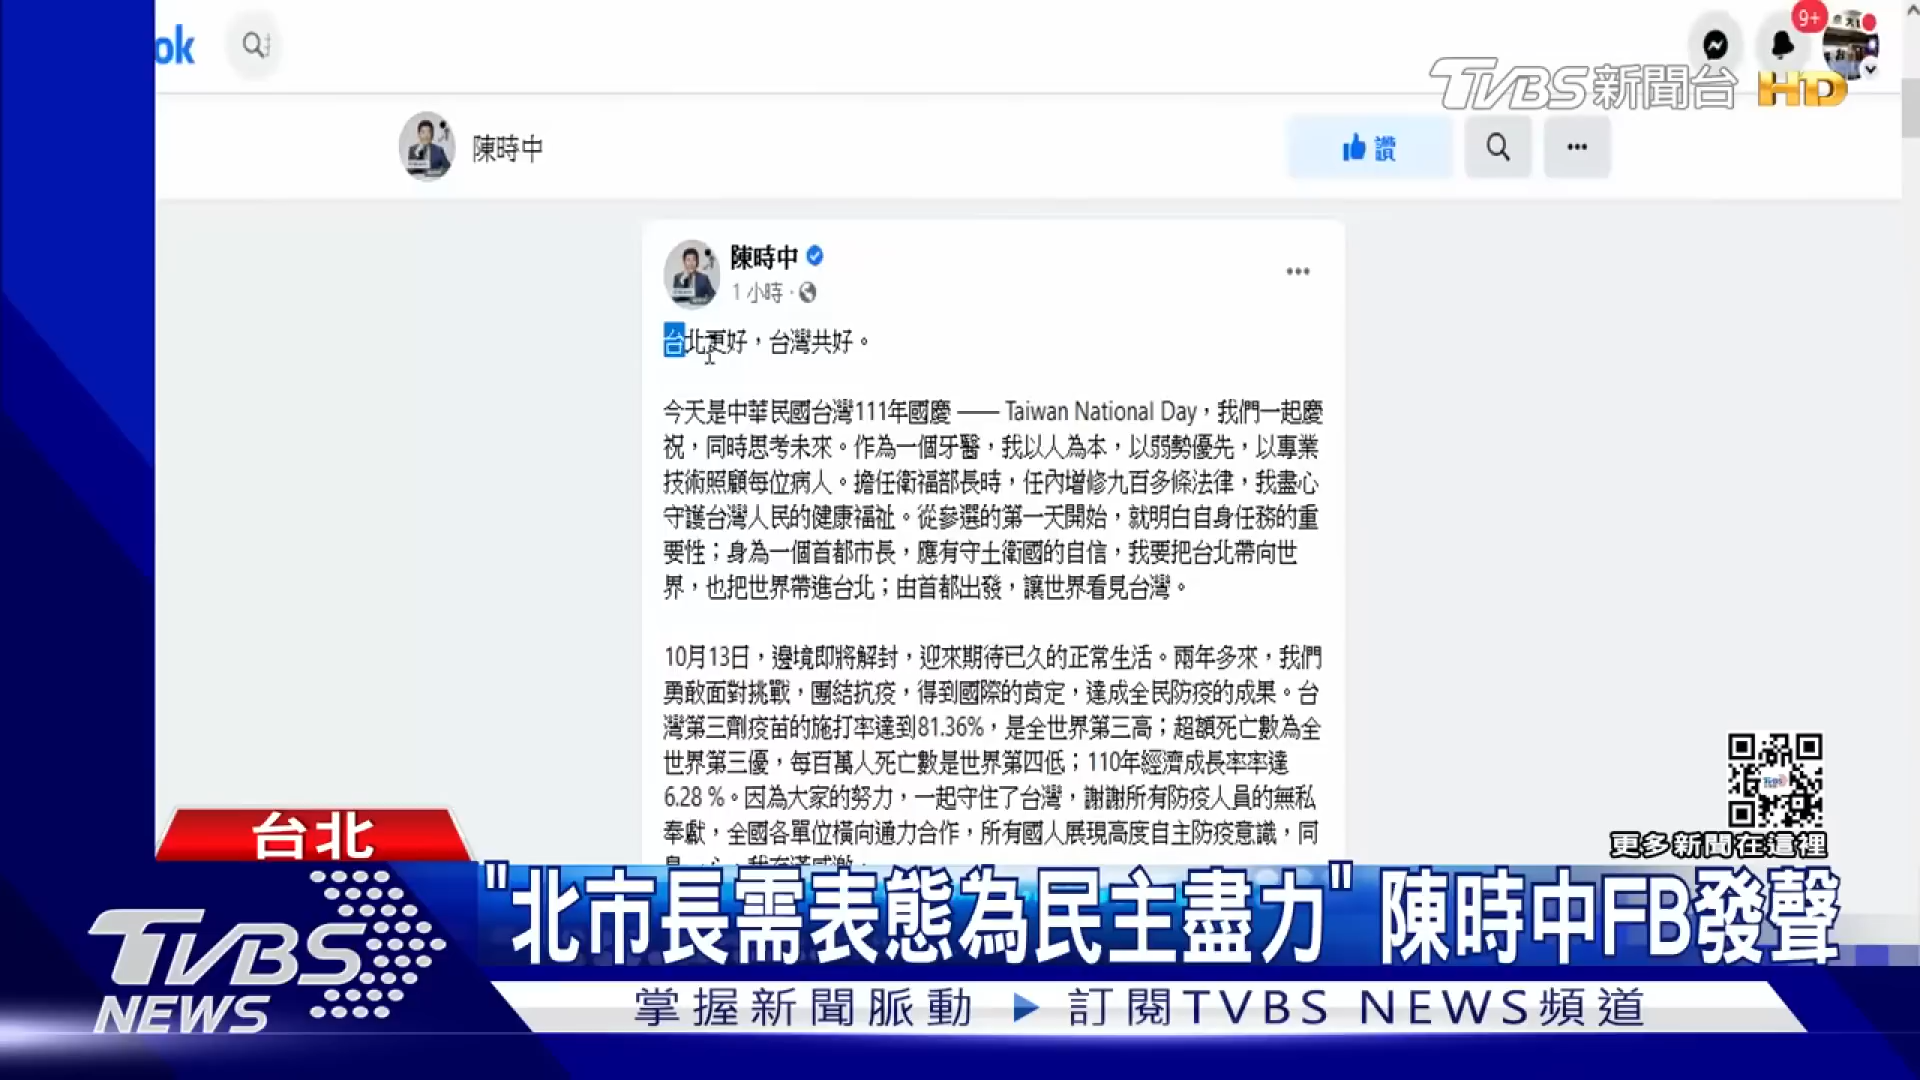 ok
9+
TVBS新聞台 HD
陳時中
讚
陳時中
1 小時
台北更好，台灣共好。
今天是中華民國台灣111年國慶 —— Taiwan National Day，我們一起慶
祝，同時思考未來。作為一個牙醫，我以人為本，以弱勢優先，以專業
技術照顧每位病人。擔任衛福部長時，任內增修九百多條法律，我盡心
守護台灣人民的健康福祉。從參選的第一天開始，就明白自身任務的重
要性；身為一個首都市長，應有守土衛國的自信，我要把台北帶向世
界，也把世界帶進台北；由首都出發，讓世界看見台灣。
10月13日，邊境即將解封，迎來期待已久的正常生活。兩年多來，我們
勇敢面對挑戰，團結抗疫，得到國際的肯定，達成全民防疫的成果。台
灣第三劑疫苗的施打率達到81.36%，是全世界第三高；超額死亡數為全
世界第三優，每百萬人死亡數是世界第四低；110年經濟成長率率達
6.28 %。因為大家的努力，一起守住了台灣，謝謝所有防疫人員的無私
奉獻，全國各單位橫向通力合作，所有國人展現高度自主防疫意識，同
TVBS
更多新聞在這裡
台北
"北市長需表態為民主盡力" 陳時中FB發聲
TVBS
NEWS
掌握新聞脈動 ▶ 訂閱TVBS NEWS頻道